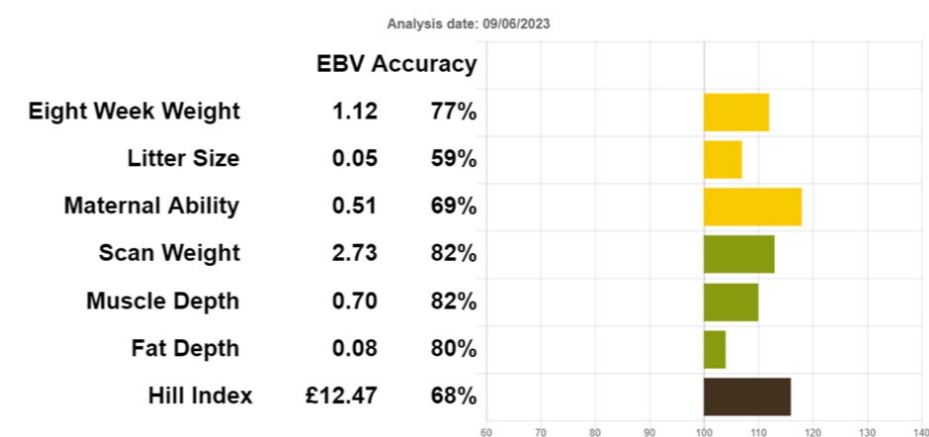 Analysis date: 09/06/2023
EBV Accuracy
Eight Week Weight 1.12 77%
Litter Size 0.05 59%
Maternal Ability 0.51 69%
Scan Weight 2.73 82%
Muscle Depth 0.70 82%
Fat Depth 0.08 80%
Hill Index £12.47 68%
60 70 80 90 100 110 120 130 140